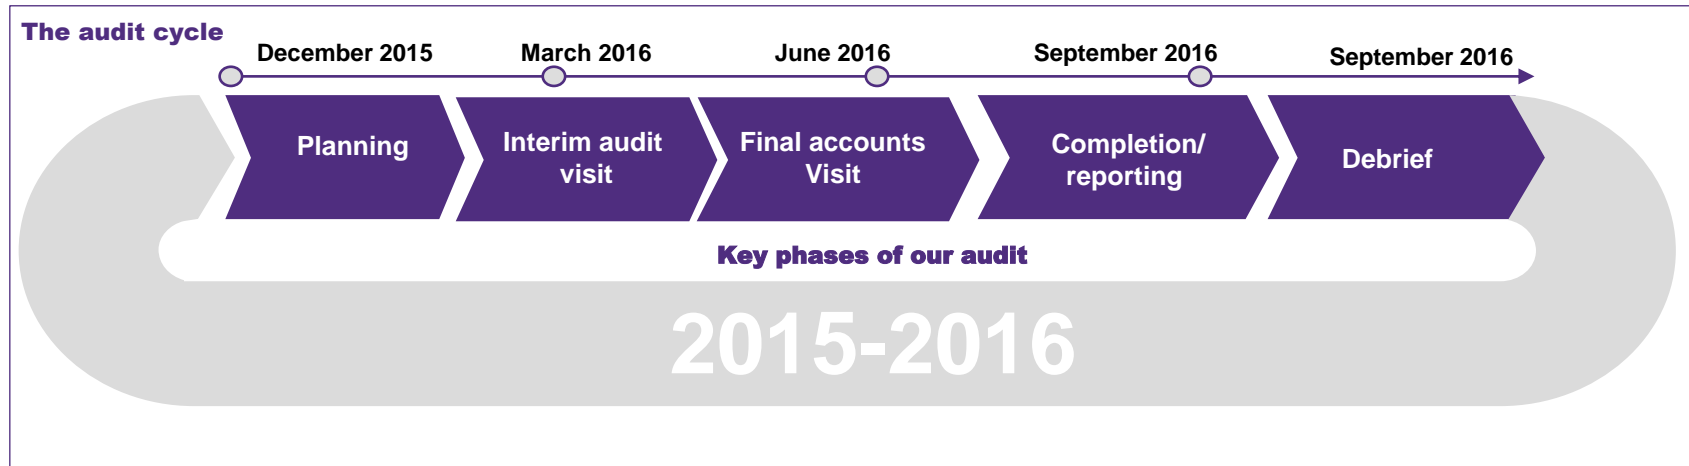 The audit cycle
December 2015
March 2016
June 2016
September 2016
September 2016
Planning
Interim audit
visit
Final accounts
Visit
Completion/
reporting
Debrief
Key phases of our audit
2015-2016